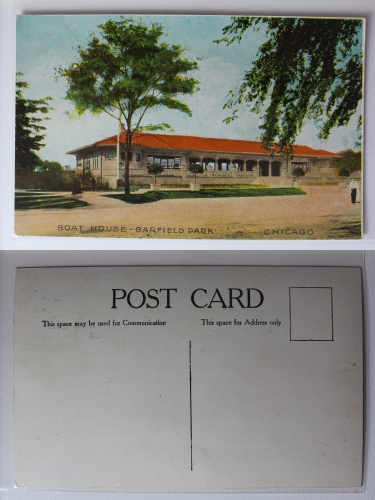 BOAT HOUSE - GARFIELD PARK. CHICAGO
POST CARD
This space may be used for Communication
This space for Address only